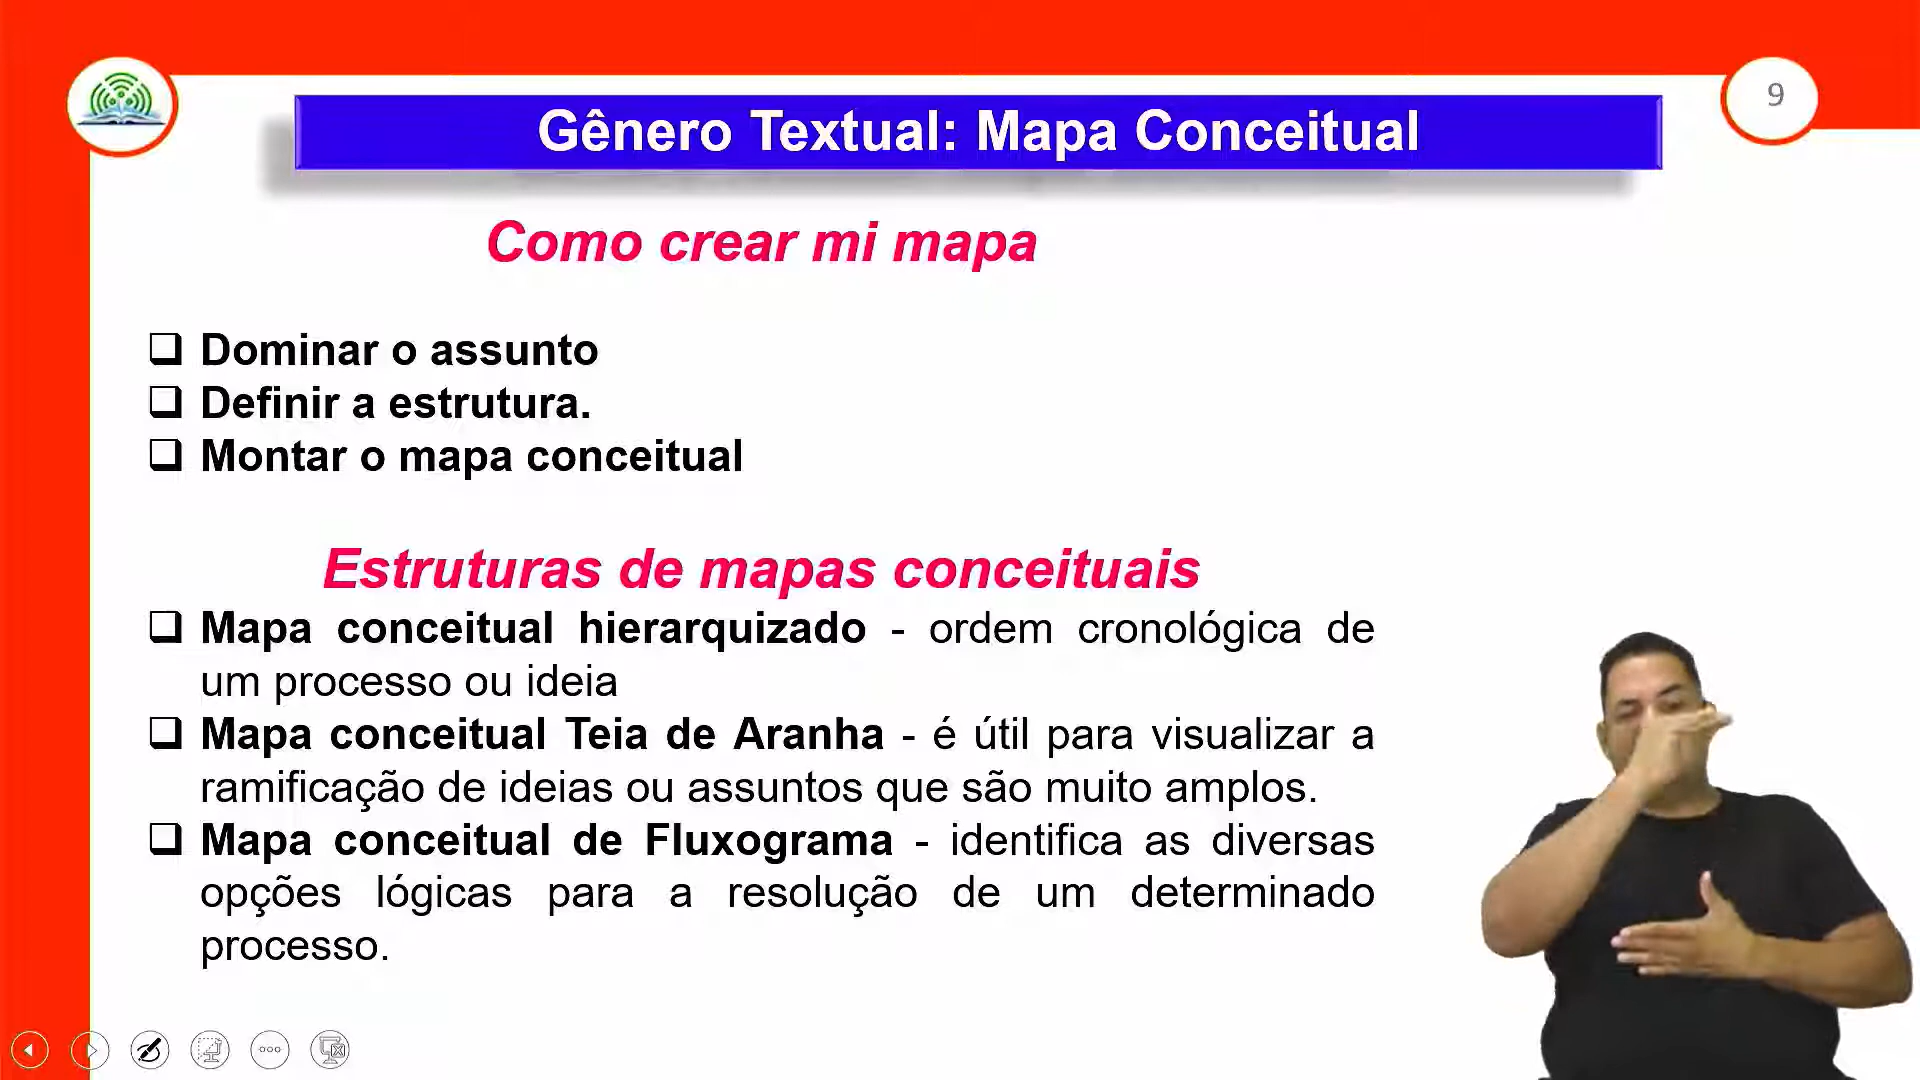 9
Gênero Textual: Mapa Conceitual
Como crear mi mapa
❑ Dominar o assunto
❑ Definir a estrutura.
❑ Montar o mapa conceitual
Estruturas de mapas conceituais
❑ Mapa conceitual hierarquizado - ordem cronológica de
um processo ou ideia
❑ Mapa conceitual Teia de Aranha - é útil para visualizar a
ramificação de ideias ou assuntos que são muito amplos.
❑ Mapa conceitual de Fluxograma - identifica as diversas
opções lógicas para a resolução de um determinado
processo.